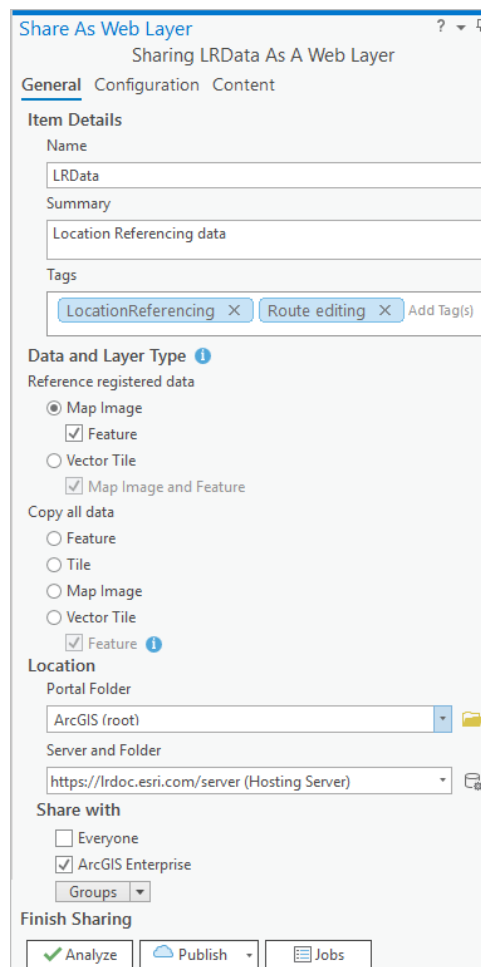 Share As Web Layer ?
Sharing LRData As A Web Layer
General Configuration Content
Item Details
Name
LRData
Summary
Location Referencing data
Tags
LocationReferencing × Route editing × Add Tag(s)
Data and Layer Type
Reference registered data
Map Image
Feature
Vector Tile
Map Image and Feature
Copy all data
Feature
Tile
Map Image
Vector Tile
Feature
Location
Portal Folder
ArcGIS (root)
Server and Folder
https://lrdoc.esri.com/server (Hosting Server)
Share with
Everyone
ArcGIS Enterprise
Groups
Finish Sharing
Analyze Publish Jobs